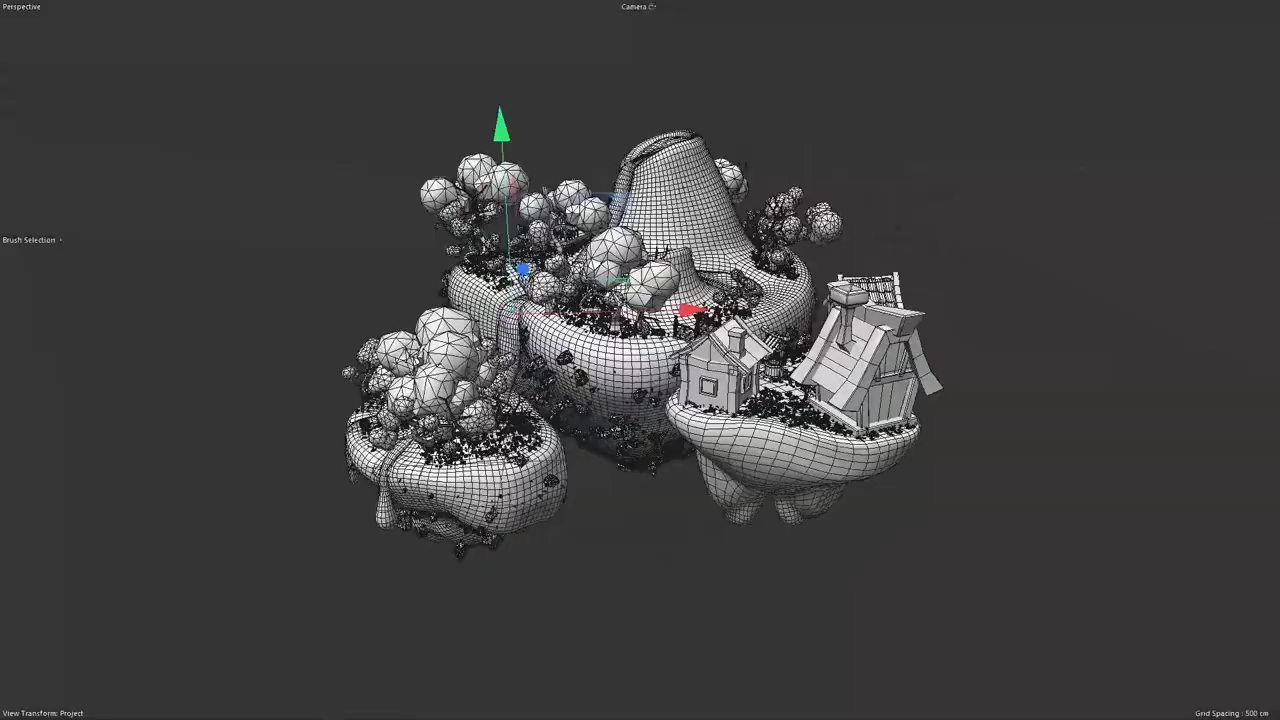 Perspective
Camera
Brush Selection
View Transform: Project
Grid Spacing : 500 cm